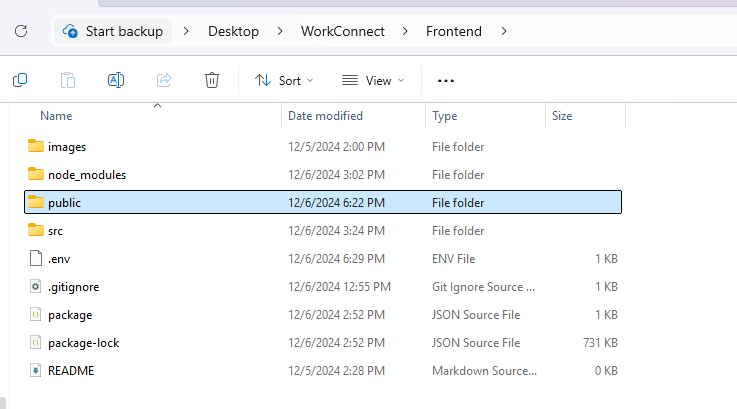 Start backup > Desktop > WorkConnect > Frontend >
Sort View ...
Name Date modified Type Size
images 12/5/2024 2:00 PM File folder
node_modules 12/6/2024 3:02 PM File folder
public 12/6/2024 6:22 PM File folder
src 12/6/2024 3:24 PM File folder
.env 12/6/2024 6:29 PM ENV File 1 KB
.gitignore 12/6/2024 12:55 PM Git Ignore Source ... 1 KB
package 12/6/2024 2:52 PM JSON Source File 1 KB
package-lock 12/6/2024 2:52 PM JSON Source File 731 KB
README 12/5/2024 2:28 PM Markdown Source... 0 KB